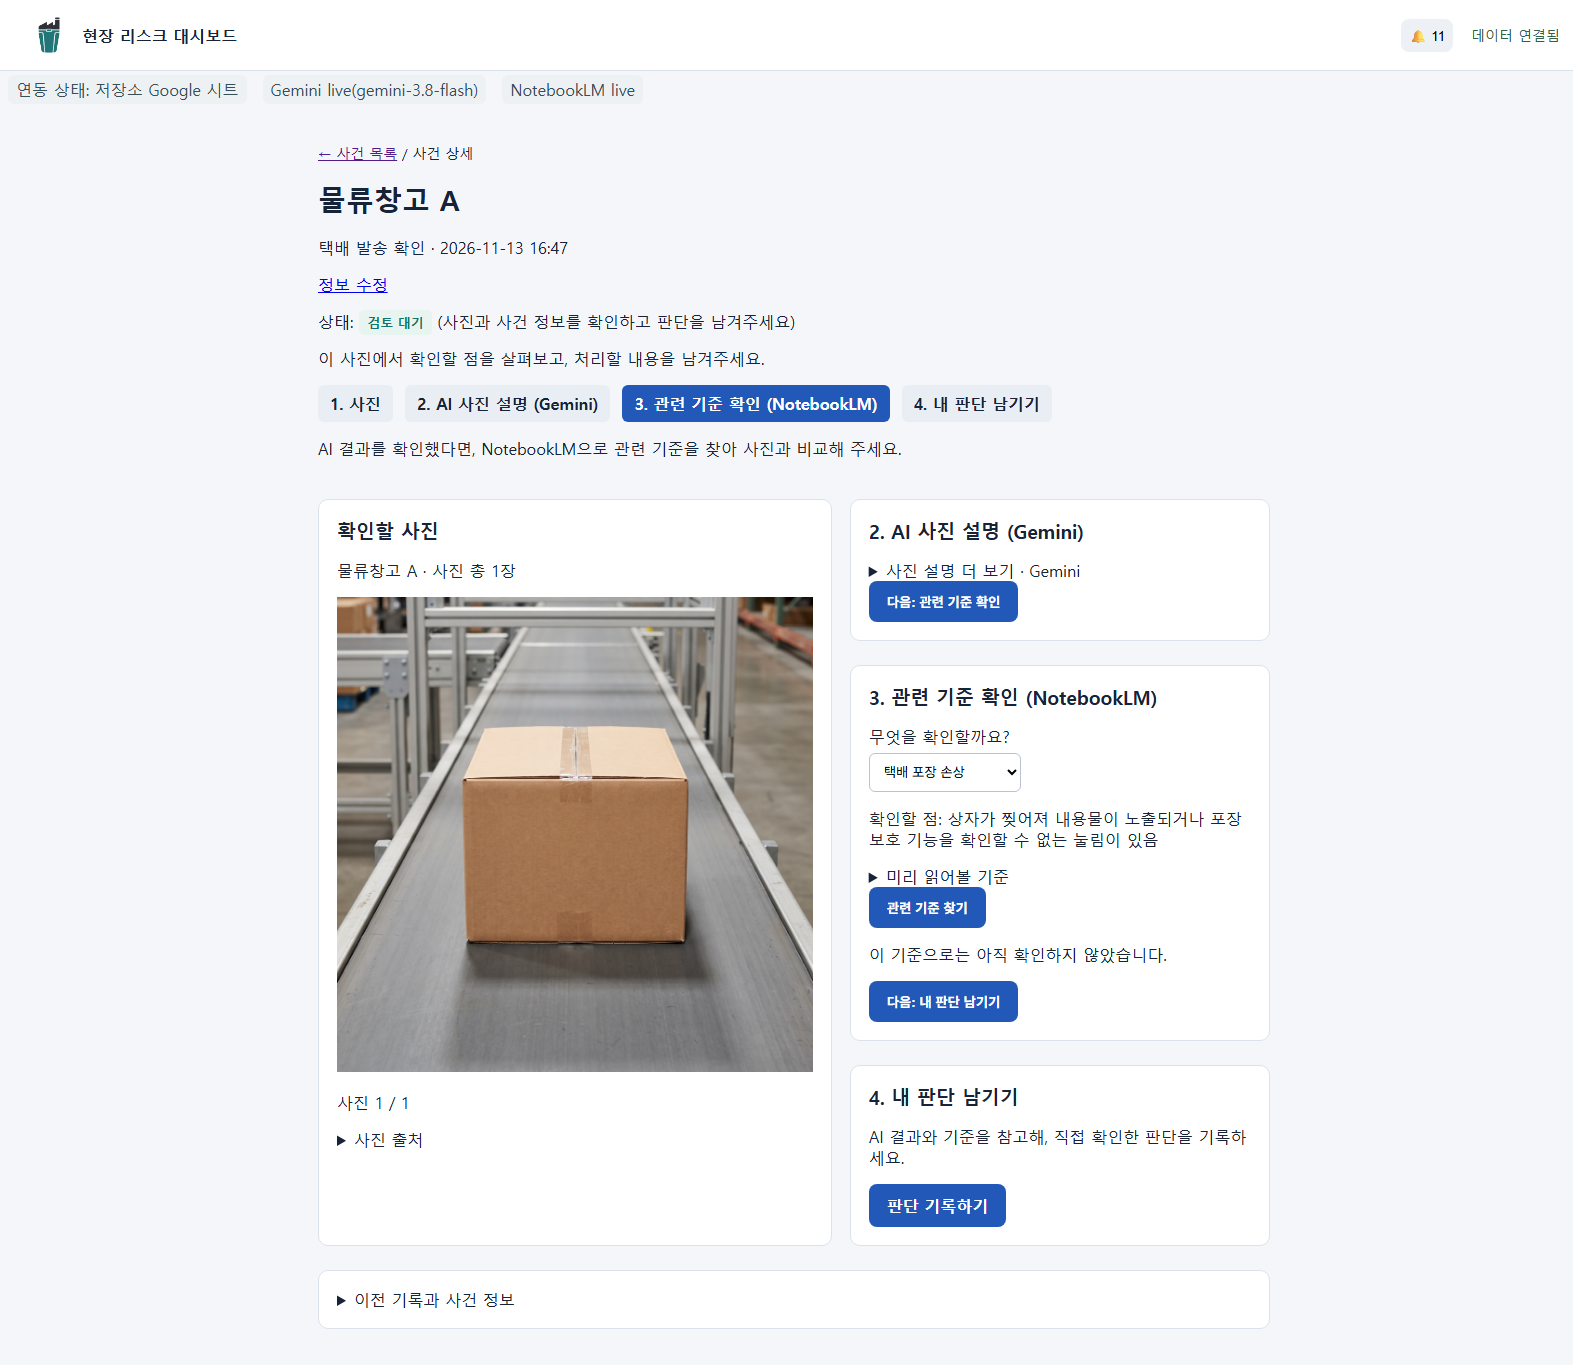 현장 리스크 대시보드
11
데이터 연결됨
연동 상태: 저장소 Google 시트
Gemini live(gemini-3.8-flash)
NotebookLM live
← 사건 목록 / 사건 상세
물류창고 A
택배 발송 확인 · 2026-11-13 16:47
정보 수정
상태: 검토 대기 (사진과 사건 정보를 확인하고 판단을 남겨주세요)
이 사진에서 확인할 점을 살펴보고, 처리할 내용을 남겨주세요.
1. 사진
2. AI 사진 설명 (Gemini)
3. 관련 기준 확인 (NotebookLM)
4. 내 판단 남기기
AI 결과를 확인했다면, NotebookLM으로 관련 기준을 찾아 사진과 비교해 주세요.
확인할 사진
물류창고 A · 사진 총 1장
사진 1 / 1
▶ 사진 출처
2. AI 사진 설명 (Gemini)
▶ 사진 설명 더 보기 · Gemini
다음: 관련 기준 확인
3. 관련 기준 확인 (NotebookLM)
무엇을 확인할까요?
택배 포장 손상
확인할 점: 상자가 찢어져 내용물이 노출되거나 포장
보호 기능을 확인할 수 없는 눌림이 있음
▶ 미리 읽어볼 기준
관련 기준 찾기
이 기준으로는 아직 확인하지 않았습니다.
다음: 내 판단 남기기
4. 내 판단 남기기
AI 결과와 기준을 참고해, 직접 확인한 판단을 기록하
세요.
판단 기록하기
▶ 이전 기록과 사건 정보